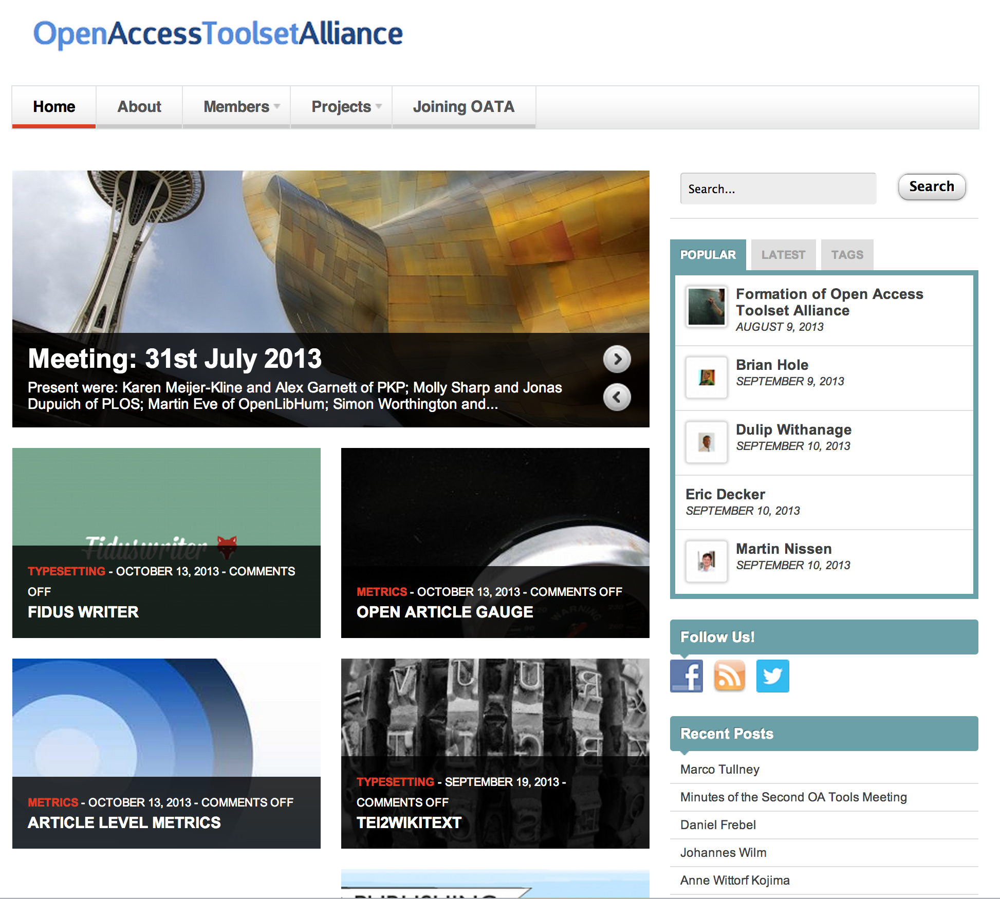 OpenAccessToolsetAlliance
Home About Members Projects Joining OATA
Search... Search
Meeting: 31st July 2013
Present were: Karen Meijer-Kline and Alex Garnett of PKP; Molly Sharp and Jonas
Dupuich of PLOS; Martin Eve of OpenLibHum; Simon Worthington and...
POPULAR LATEST TAGS
Formation of Open Access
Toolset Alliance
AUGUST 9, 2013
Brian Hole
SEPTEMBER 9, 2013
Dulip Withanage
SEPTEMBER 10, 2013
Eric Decker
SEPTEMBER 10, 2013
Martin Nissen
SEPTEMBER 10, 2013
Fiduswriter
TYPESETTING - OCTOBER 13, 2013 - COMMENTS
OFF
FIDUS WRITER
METRICS - OCTOBER 13, 2013 - COMMENTS OFF
OPEN ARTICLE GAUGE
WARNING
METRICS - OCTOBER 13, 2013 - COMMENTS OFF
ARTICLE LEVEL METRICS
TYPESETTING - SEPTEMBER 19, 2013 -
COMMENTS OFF
TEI2WIKITEXT
PUBLISHING
Follow Us!
Recent Posts
Marco Tullney
Minutes of the Second OA Tools Meeting
Daniel Frebel
Johannes Wilm
Anne Wittorf Kojima